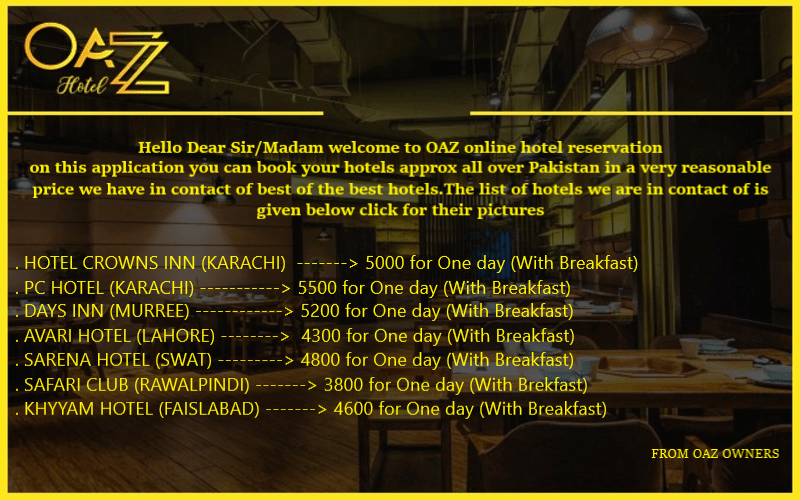 OAZ
Hotel
Hello Dear Sir/Madam welcome to OAZ online hotel reservation
on this application you can book your hotels approx all over Pakistan in a very reasonable
price we have in contact of best of the best hotels.The list of hotels we are in contact of is
given below click for their pictures
. HOTEL CROWNS INN (KARACHI)  -------> 5000 for One day (With Breakfast)
. PC HOTEL (KARACHI) -----------> 5500 for One day (With Breakfast)
. DAYS INN (MURREE) ------------> 5200 for One day (With Breakfast)
. AVARI HOTEL (LAHORE) -------->  4300 for One day (With Breakfast)
. SARENA HOTEL (SWAT) ---------> 4800 for One day (With Breakfast)
. SAFARI CLUB (RAWALPINDI) -------> 3800 for One day (With Brekfast)
. KHYYAM HOTEL (FAISLABAD) -------> 4600 for One day (With Brekfast)
FROM OAZ OWNERS